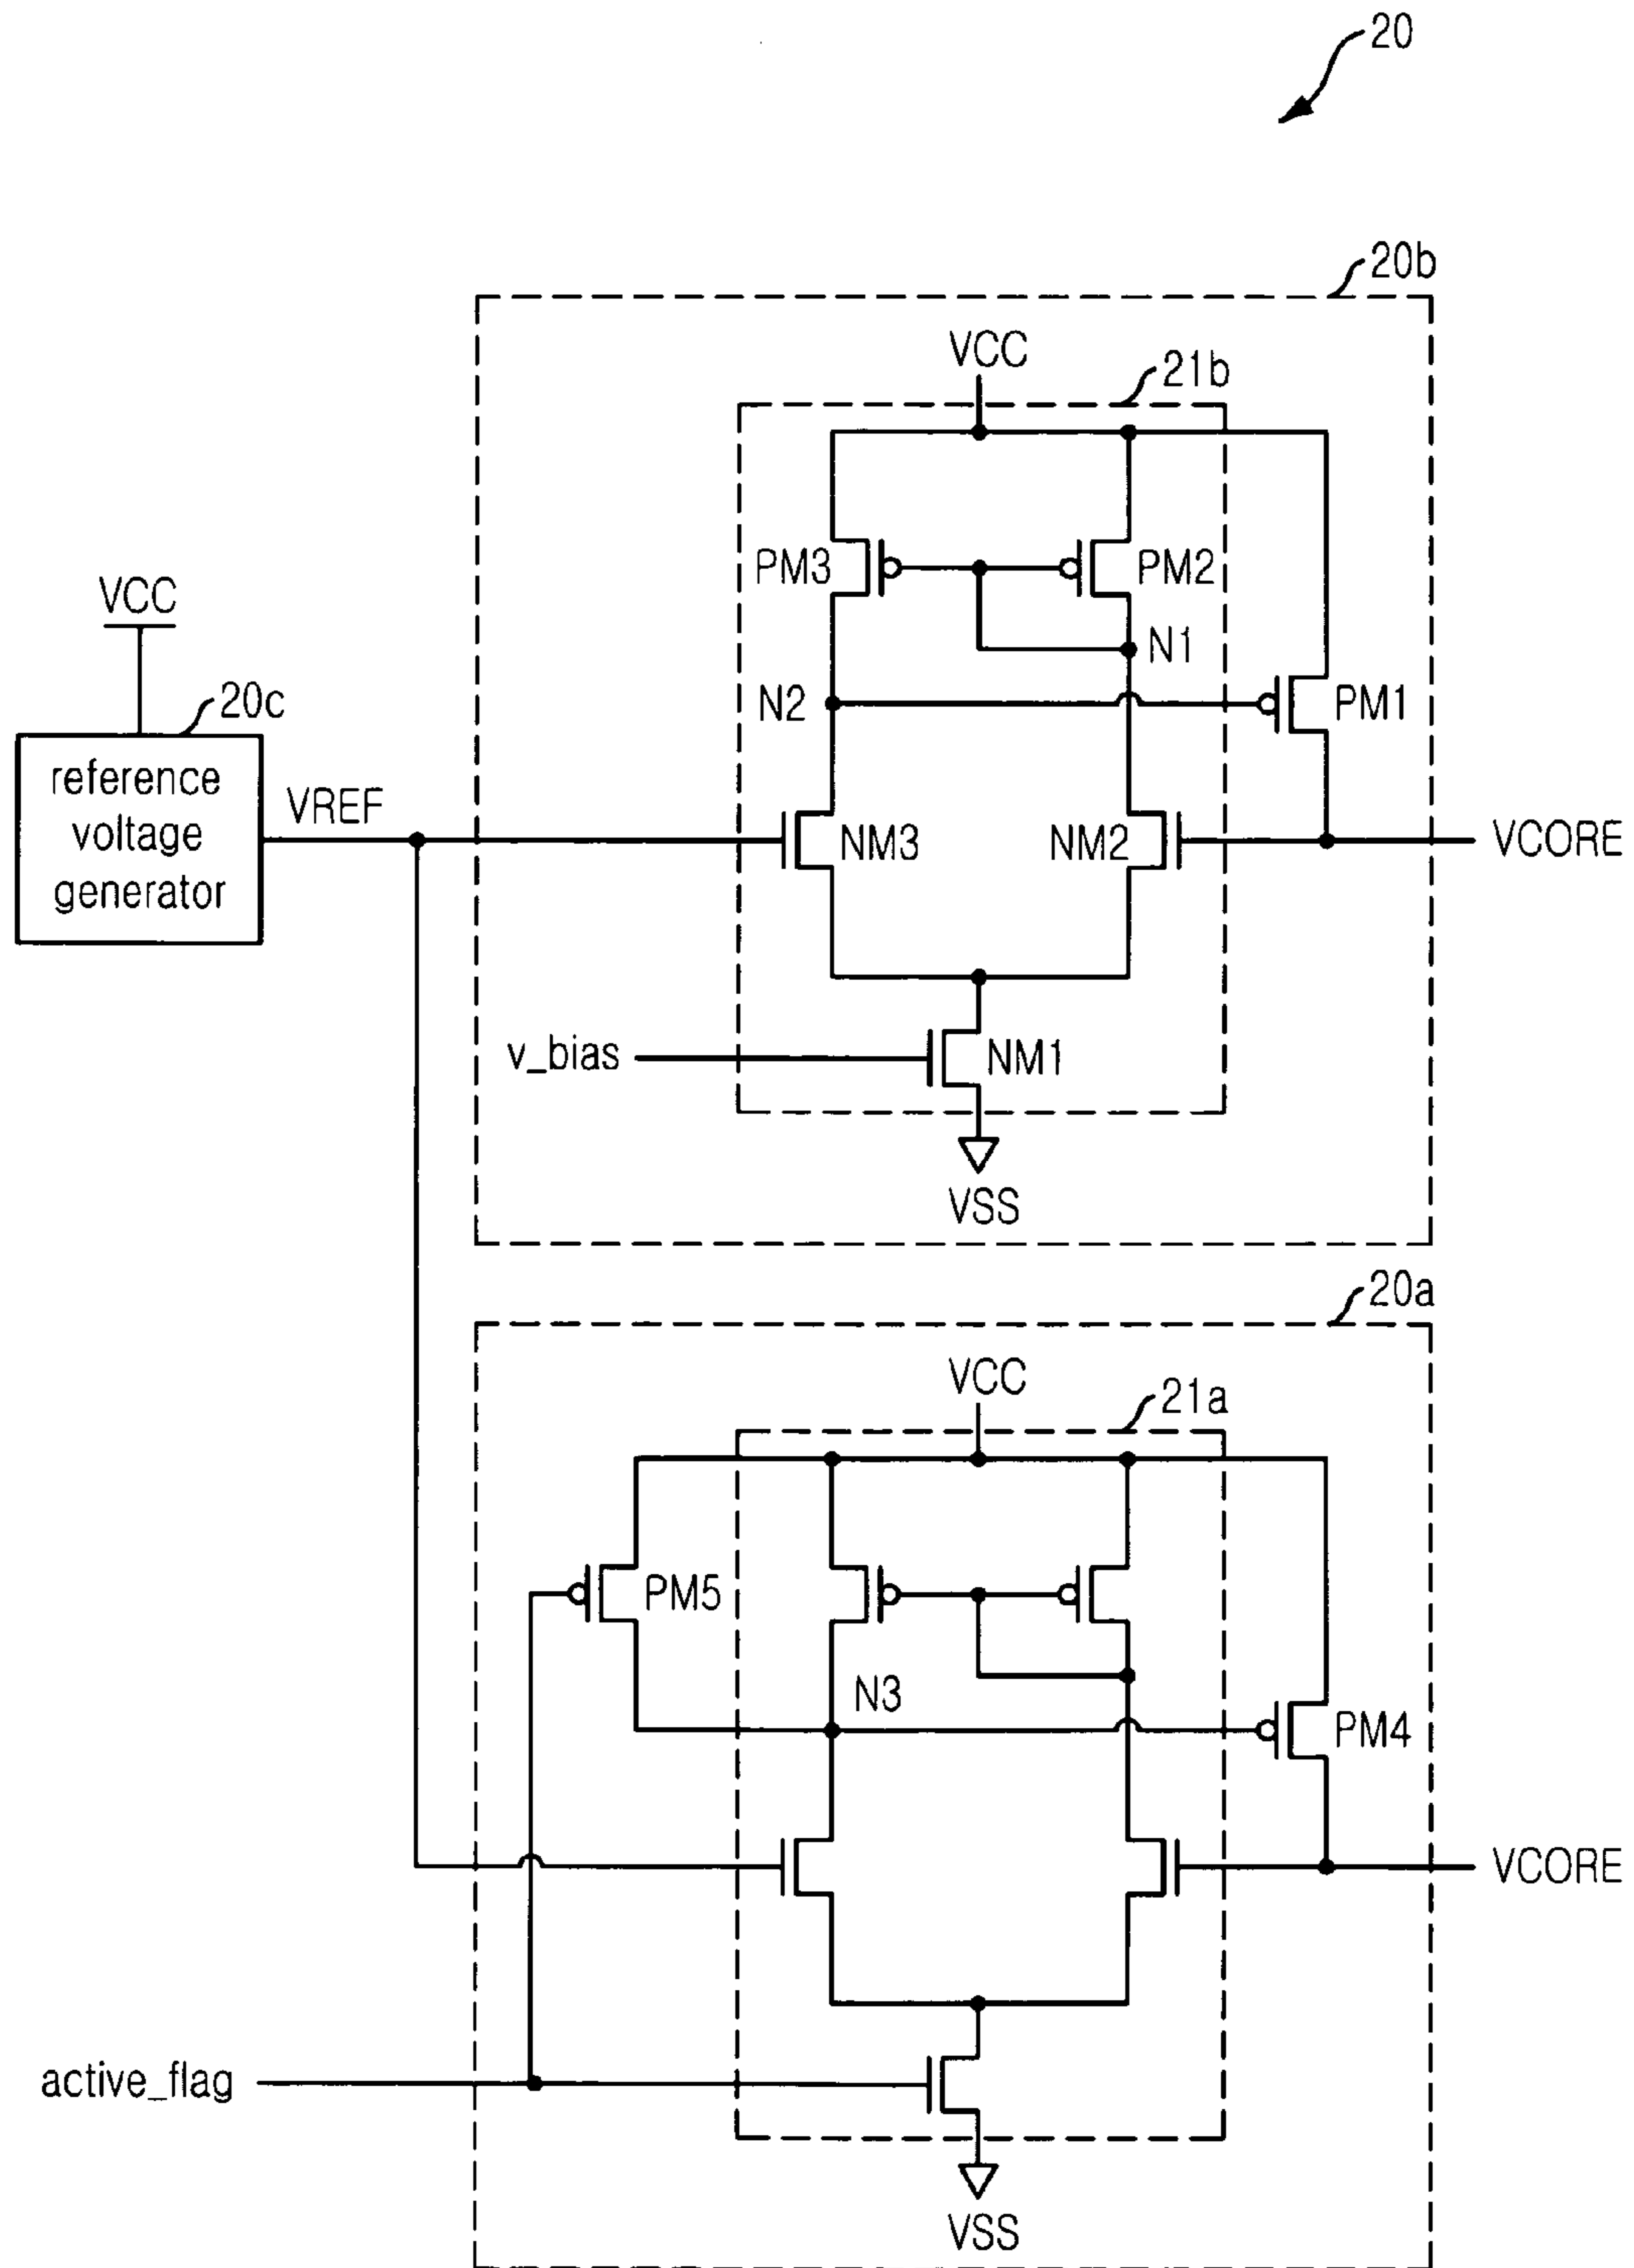 20
20b
VCC
21b
PM3
PM2
N1
VCC
N2
PM1
20c
reference
voltage
generator
VREF
NM3
NM2
VCORE
v_bias
NM1
VSS
20a
VCC
21a
PM5
N3
PM4
VCORE
active_flag
VSS